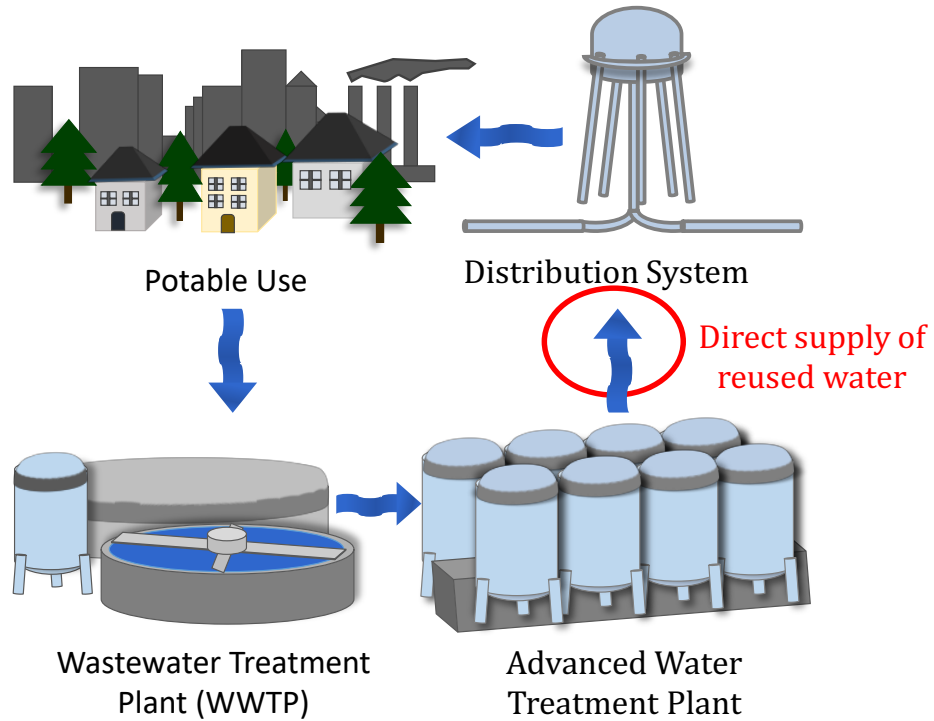 Potable Use
Distribution System
Direct supply of
reused water
Wastewater Treatment
Plant (WWTP)
Advanced Water
Treatment Plant